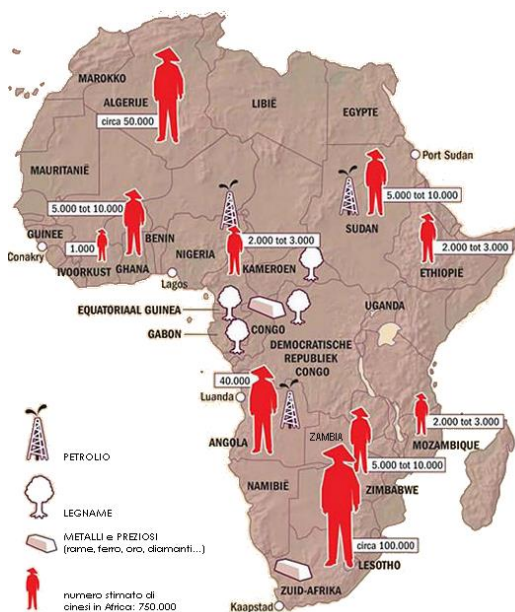 MAROKKO
ALGERIJE
circa 50.000
LIBIË
EGYPTE
Port Sudan
MAURITANIË
5.000 tot 10.000
5.000 tot 10.000
SUDAN
GUINEE
Conakry
1.000
IVOORKUST
GHANA
BENIN
NIGERIA
Lagos
2.000 tot 3.000
KAMEROEN
2.000 tot 3.000
ETHIOPIË
EQUATORIAAL GUINEA
GABON
CONGO
UGANDA
DEMOCRATISCHE
REPUBLIEK
CONGO
40.000
Luanda
ANGOLA
ZAMBIA
2.000 tot 3.000
MOZAMBIQUE
5.000 tot 10.000
NAMIBIË
ZIMBABWE
circa 100.000
LESOTHO
ZUID-AFRIKA
Kaapstad
PETROLIO
LEGNAME
METALLI e PREZIOSI
(rame, ferro, oro, diamanti...)
numero stimato di
cinesi in Africa: 750.000